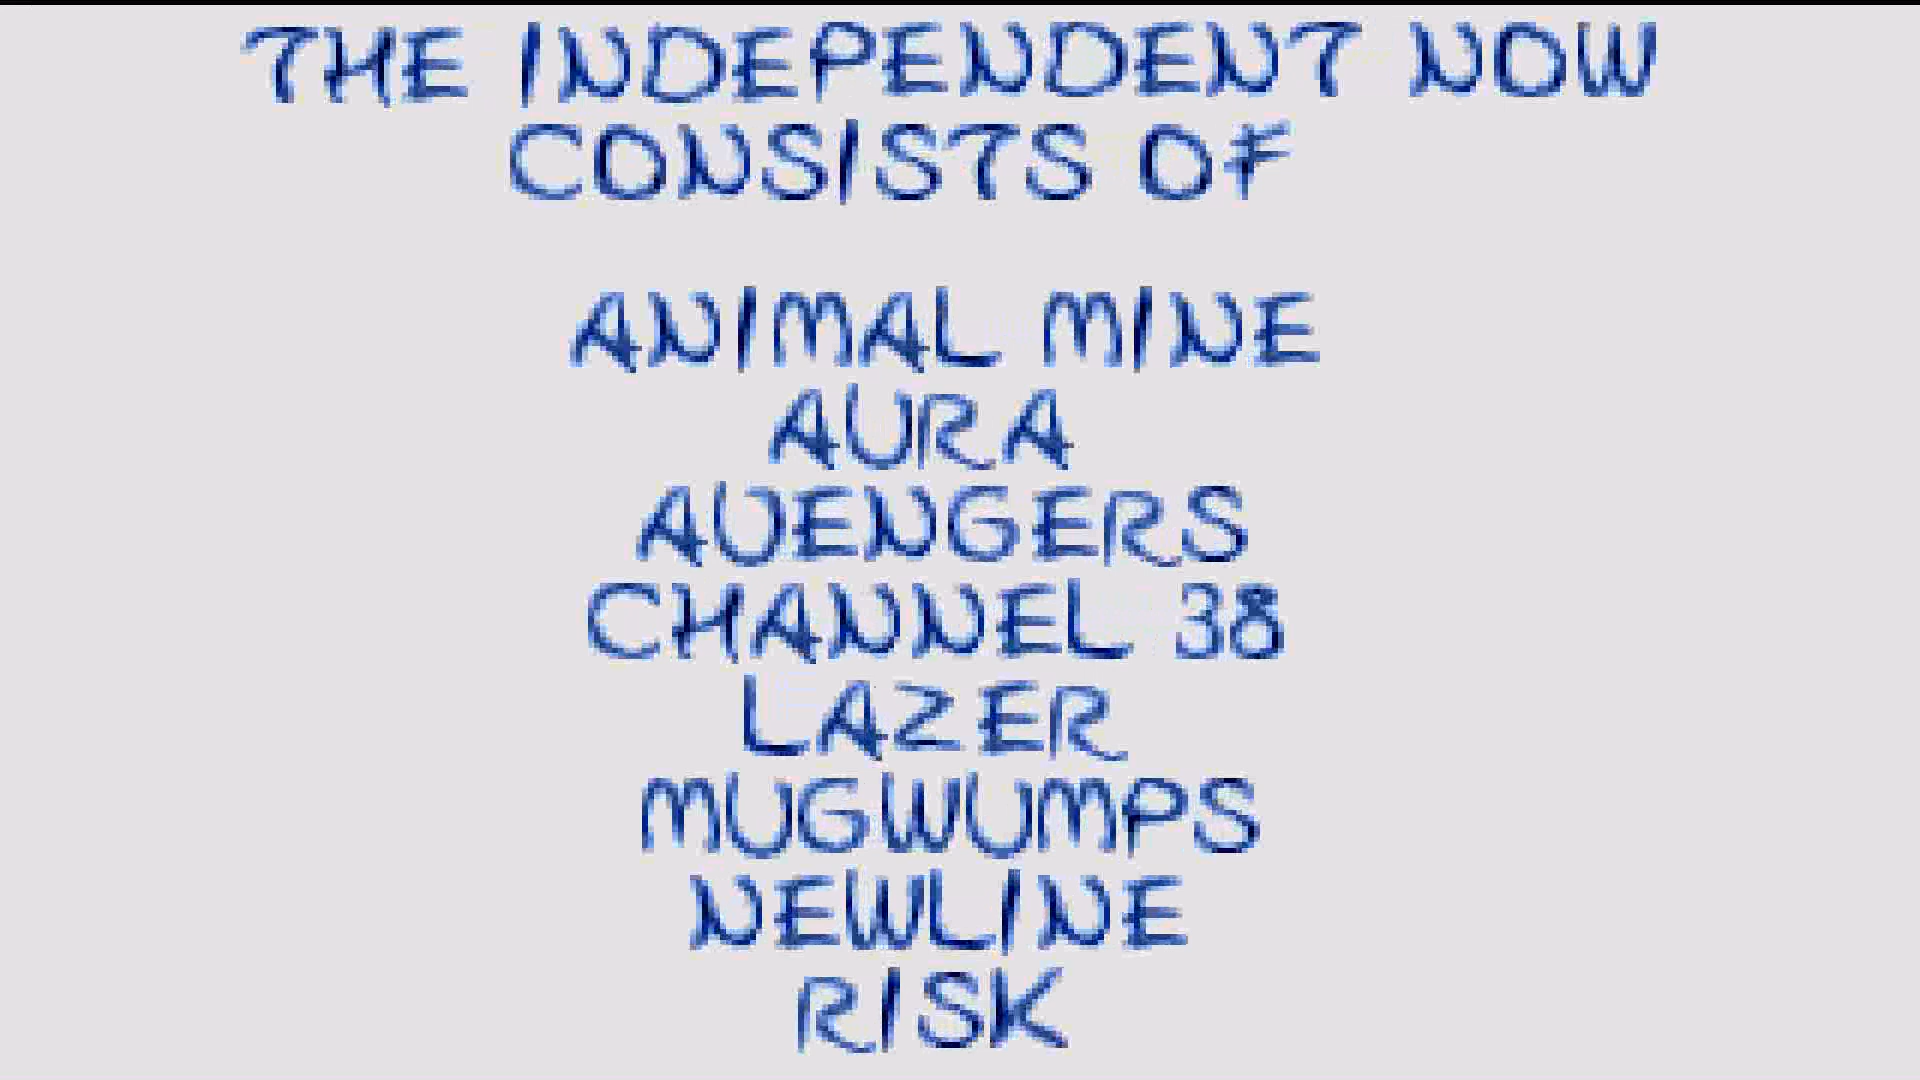 THE INDEPENDENT NOW
CONSISTS OF
ANIMAL MINE
AURA
AVENGERS
CHANNEL 38
LAZER
MUGWUMPS
NEWLINE
RISK